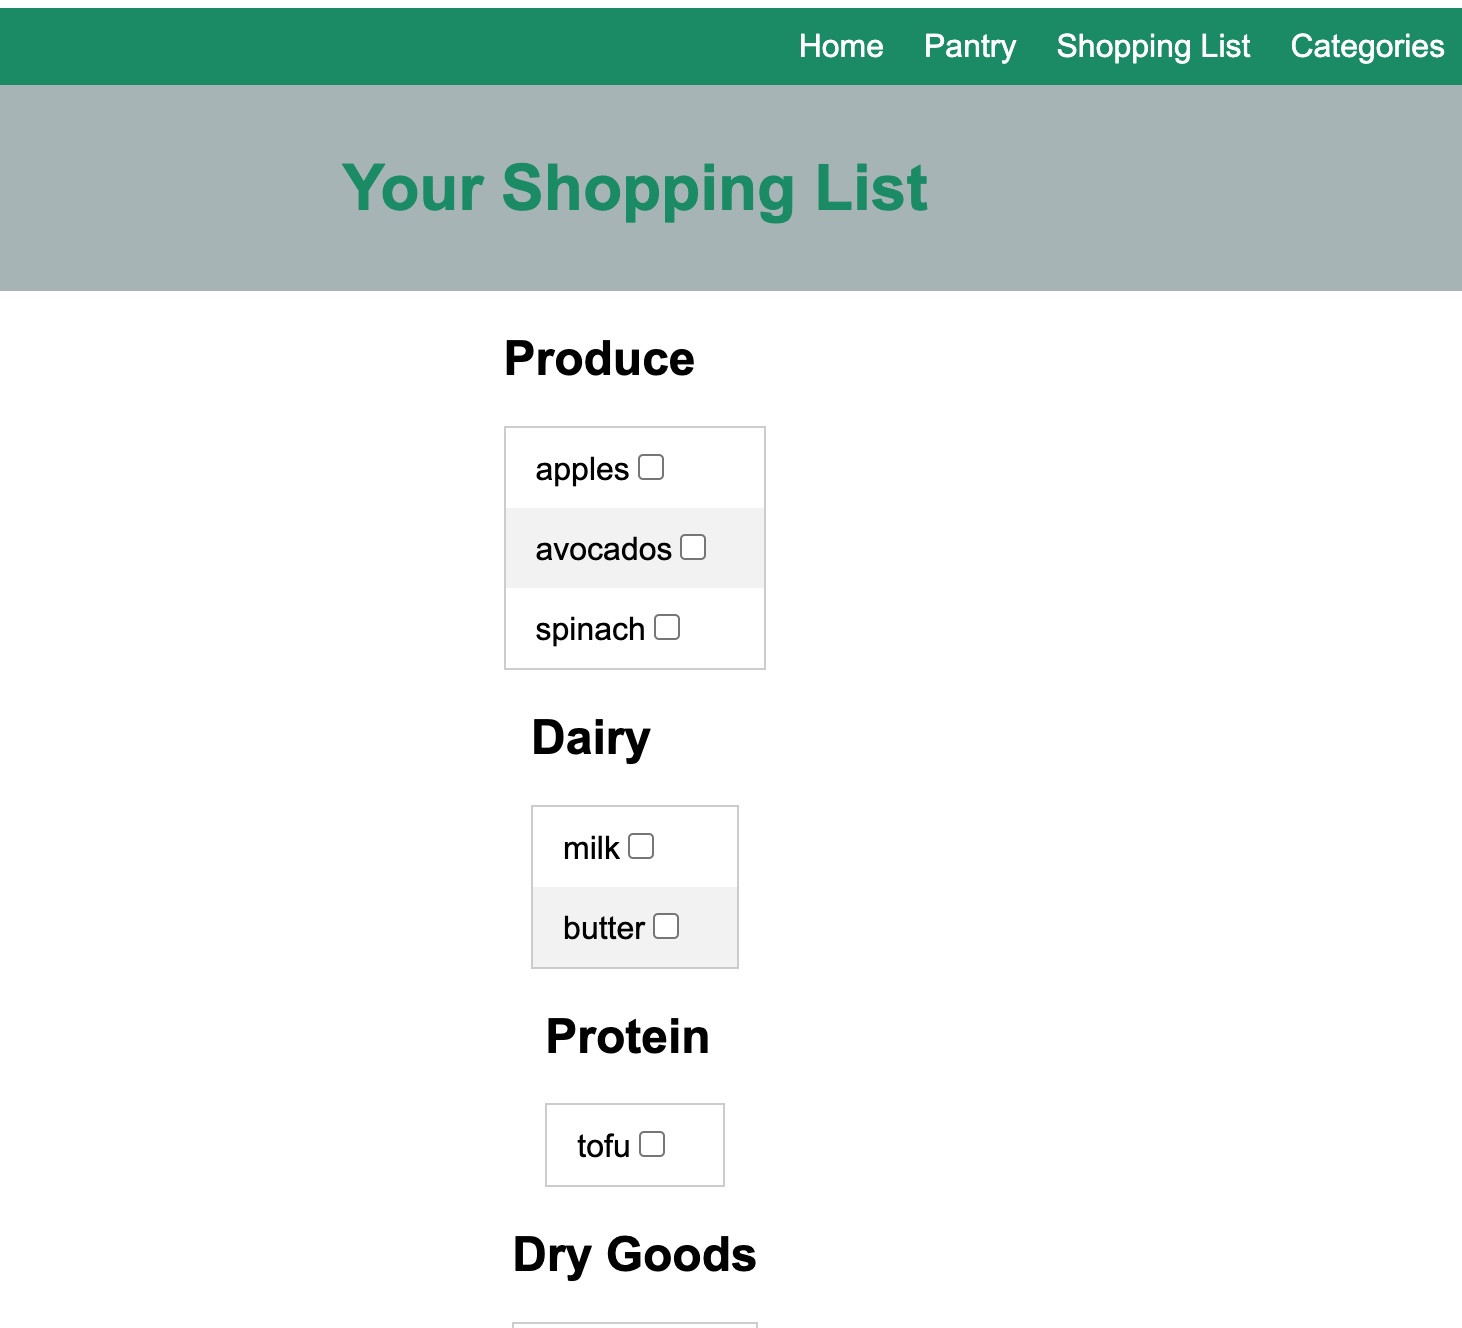 Home Pantry Shopping List Categories
Your Shopping List
Produce
apples
avocados
spinach
Dairy
milk
butter
Protein
tofu
Dry Goods